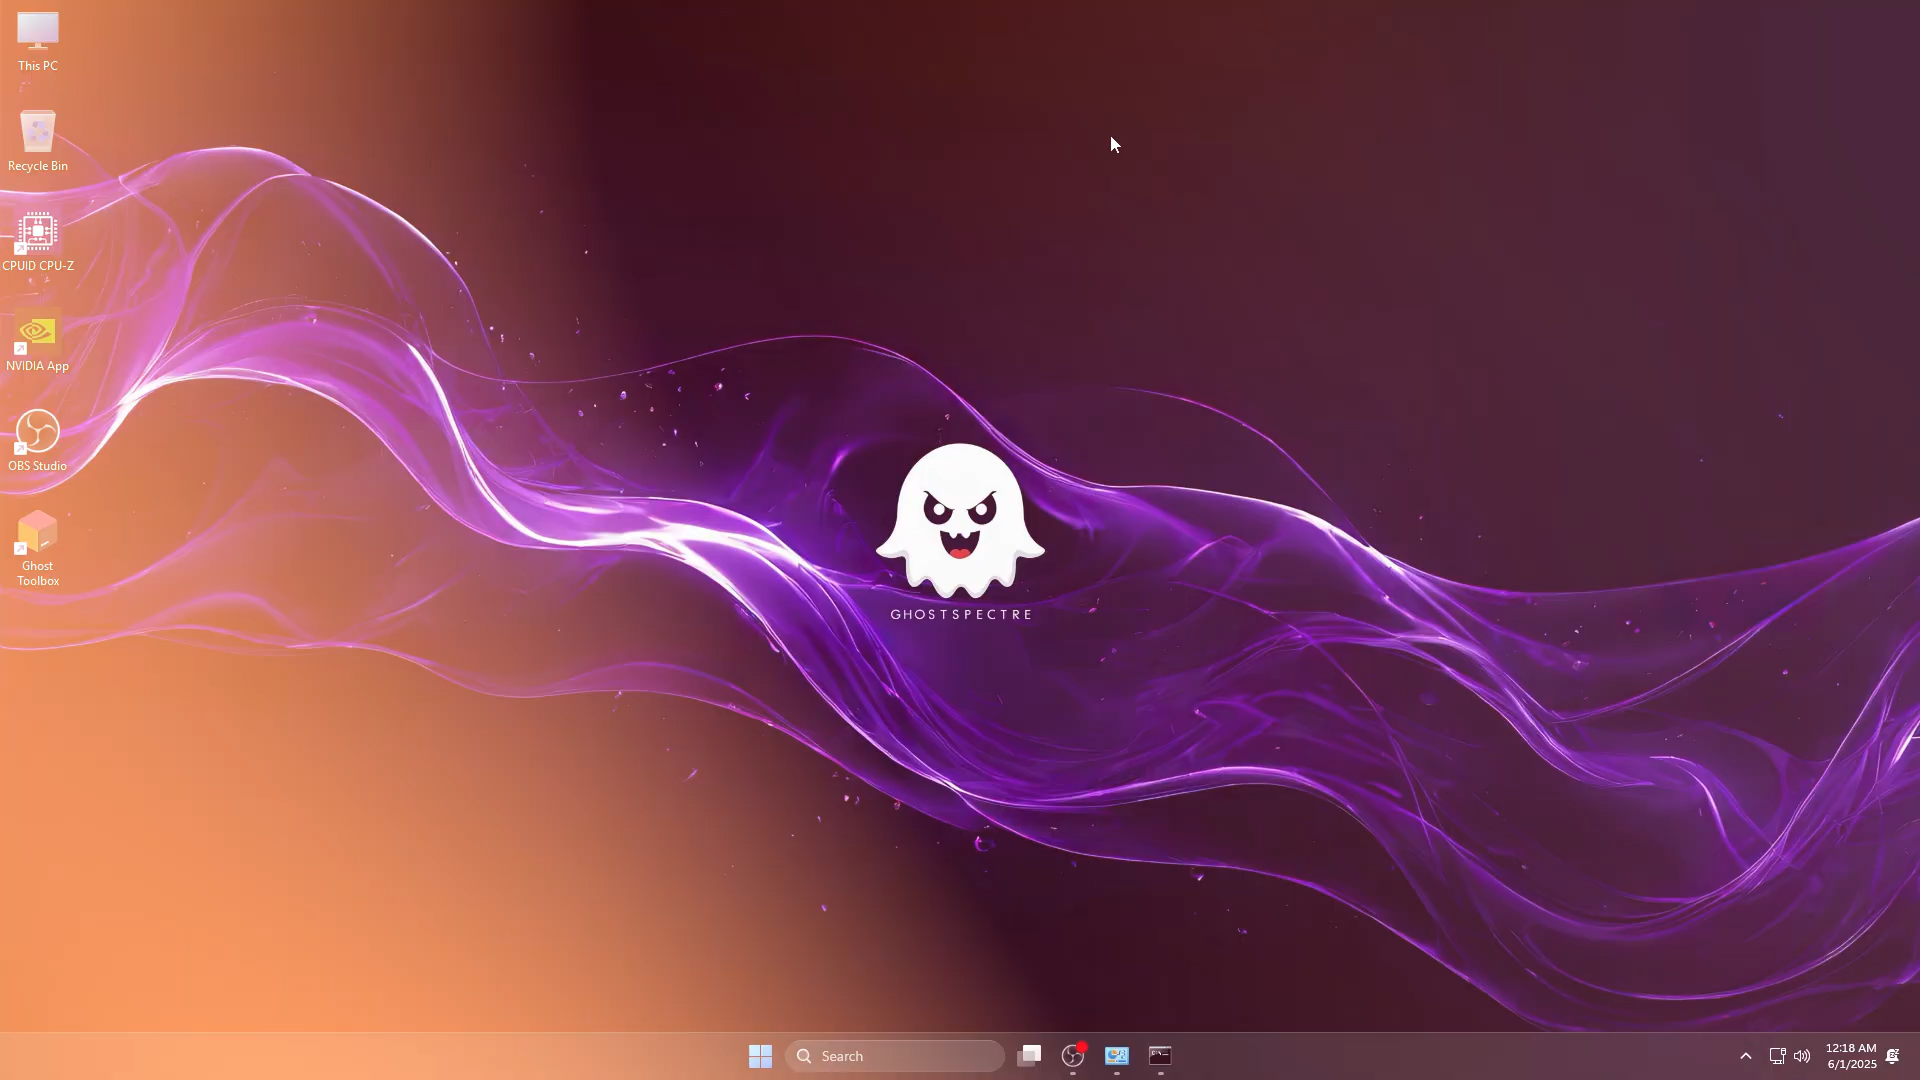 This PC
Recycle Bin
CPUID CPU-Z
NVIDIA App
OBS Studio
Ghost
Toolbox
GHOSTSPECTRE
Search
12:18 AM
6/1/2025